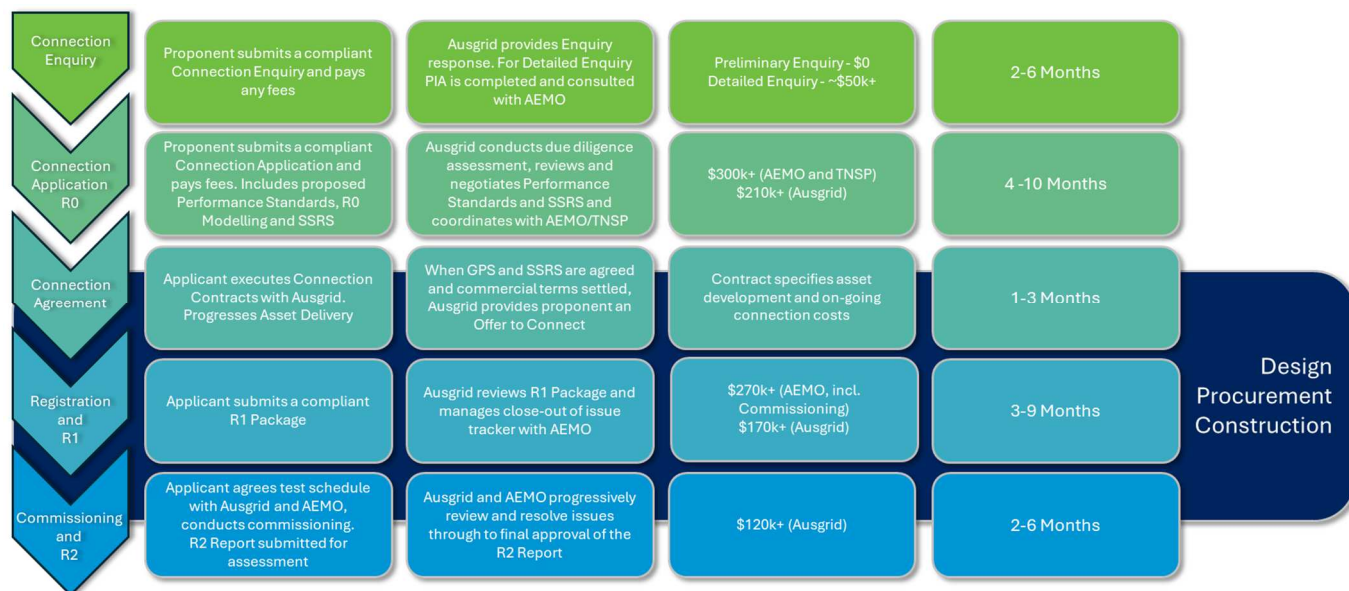 Connection
Enquiry
Proponent submits a compliant
Connection Enquiry and pays
any fees
Ausgrid provides Enquiry
response. For Detailed Enquiry
PIA is completed and consulted
with AEMO
Preliminary Enquiry - $0
Detailed Enquiry - ~$50k+
2-6 Months
Connection
Application
R0
Proponent submits a compliant
Connection Application and
pays fees. Includes proposed
Performance Standards, R0
Modelling and SSRS
Ausgrid conducts due diligence
assessment, reviews and
negotiates Performance
Standards and SSRS and
coordinates with AEMO/TNSP
$300k+ (AEMO and TNSP)
$210k+ (Ausgrid)
4 -10 Months
Connection
Agreement
Applicant executes Connection
Contracts with Ausgrid.
Progresses Asset Delivery
When GPS and SSRS are agreed
and commercial terms settled,
Ausgrid provides proponent an
Offer to Connect
Contract specifies asset
development and on-going
connection costs
1-3 Months
Registration
and
R1
Applicant submits a compliant
R1 Package
Ausgrid reviews R1 Package and
manages close-out of issue
tracker with AEMO
$270k+ (AEMO, incl.
Commissioning)
$170k+ (Ausgrid)
3-9 Months
Commissioning
and
R2
Applicant agrees test schedule
with Ausgrid and AEMO,
conducts commissioning.
R2 Report submitted for
assessment
Ausgrid and AEMO progressively
review and resolve issues
through to final approval of the
R2 Report
$120k+ (Ausgrid)
2-6 Months
Design
Procurement
Construction